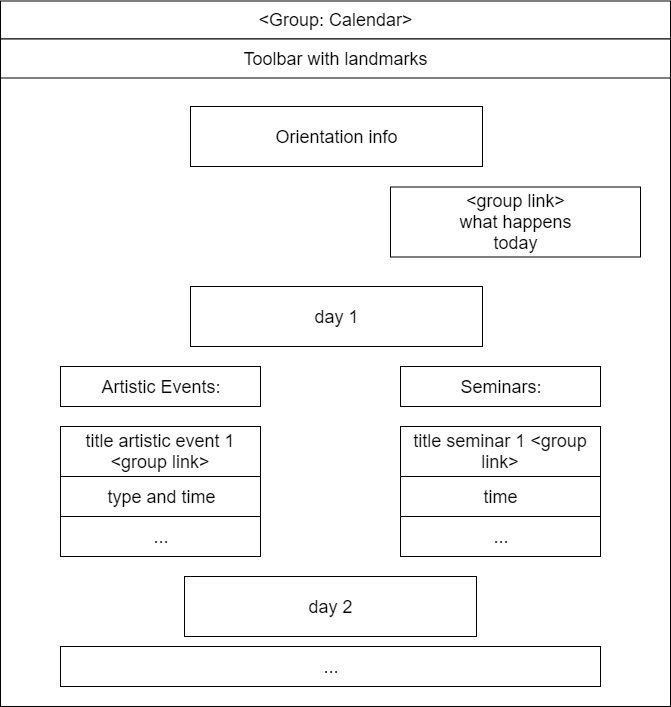 <Group: Calendar>
Toolbar with landmarks
Orientation info
<group link>
what happens
today
day 1
Artistic Events:
Seminars:
title artistic event 1
<group link>
type and time
...
title seminar 1 <group
link>
time
...
day 2
...